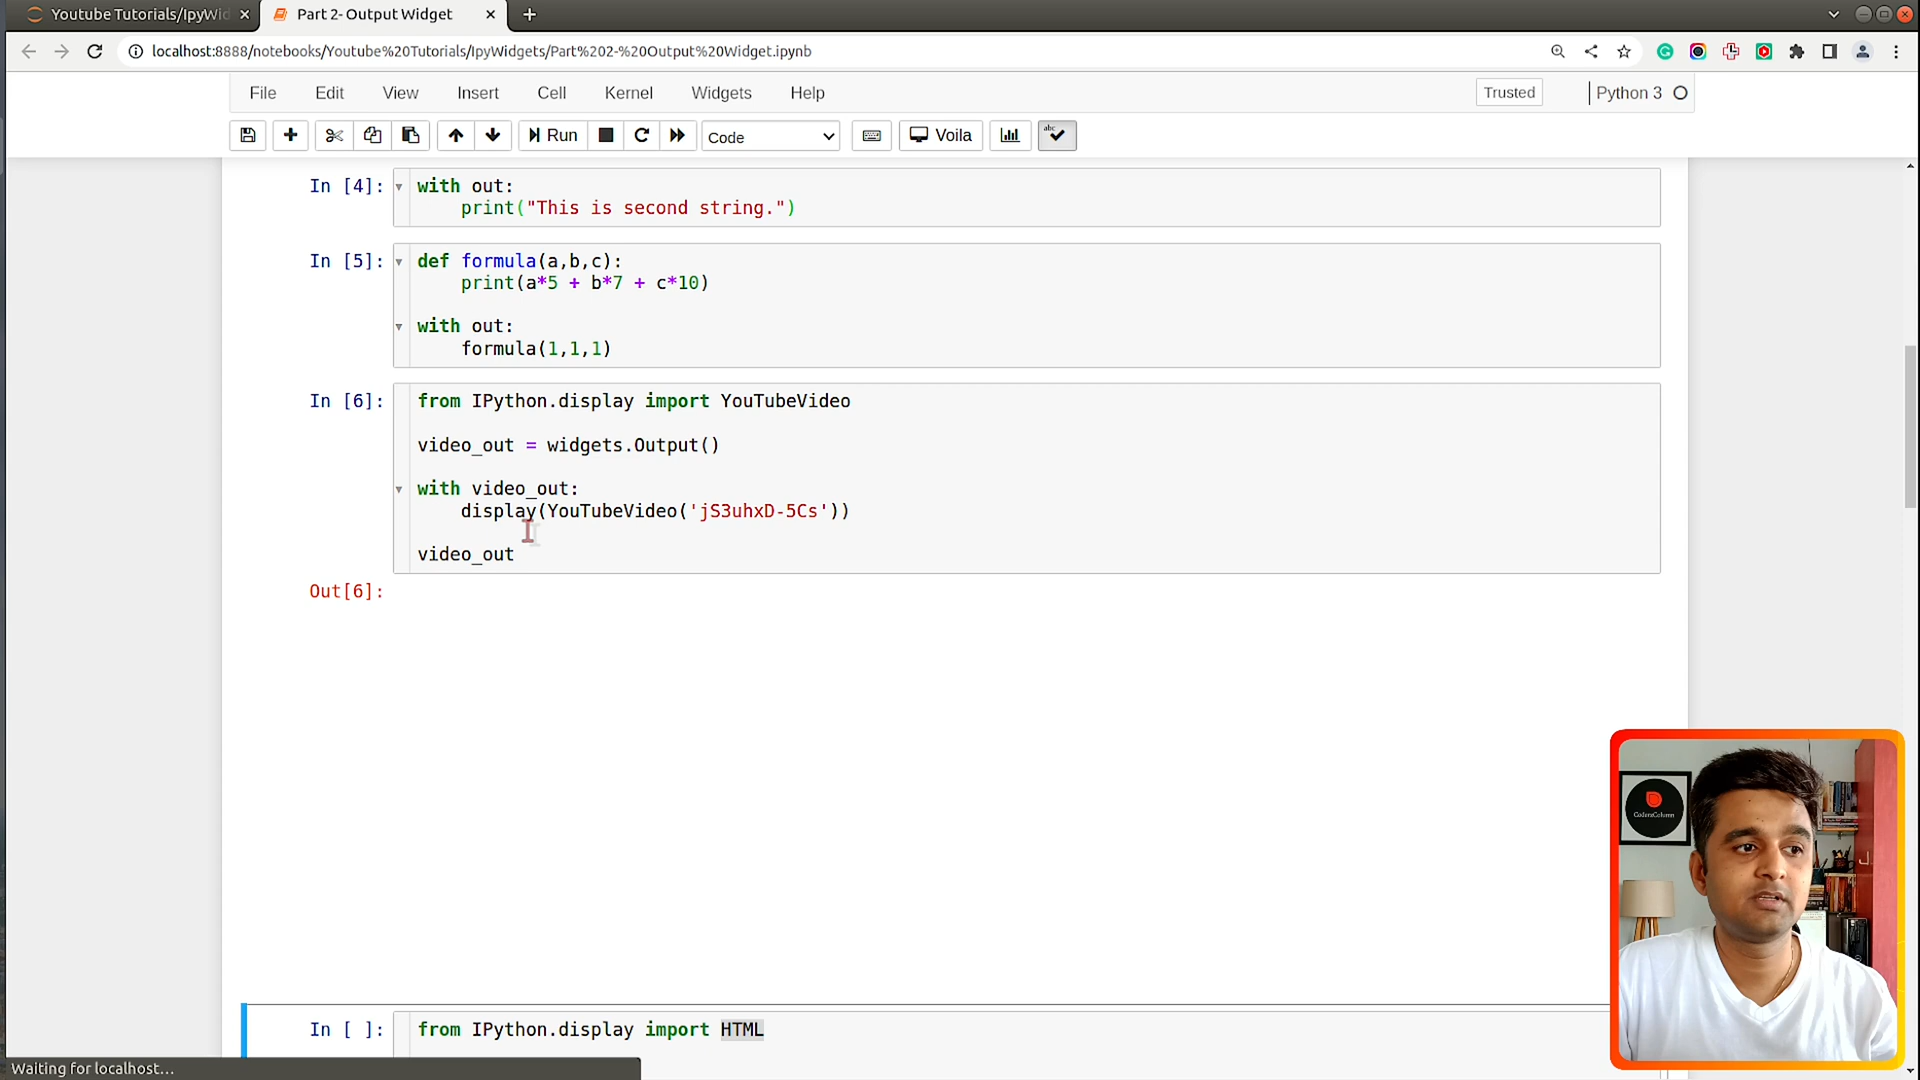 Youtube Tutorials/IpyWid
Part 2- Output Widget
localhost:8888/notebooks/Youtube%20Tutorials/IpyWidgets/Part%202-%20Output%20Widget.ipynb
File Edit View Insert Cell Kernel Widgets Help Trusted Python 3
Run Code Voila
In [4]: with out:
print("This is second string.")
In [5]: def formula(a,b,c):
print(a*5 + b*7 + c*10)
with out:
formula(1,1,1)
In [6]: from IPython.display import YouTubeVideo
video_out = widgets.Output()
with video_out:
display(YouTubeVideo('jS3uhxD-5Cs'))
video_out
Out[6]:
CoderzColumn
In [ ]: from IPython.display import HTML
Waiting for localhost...